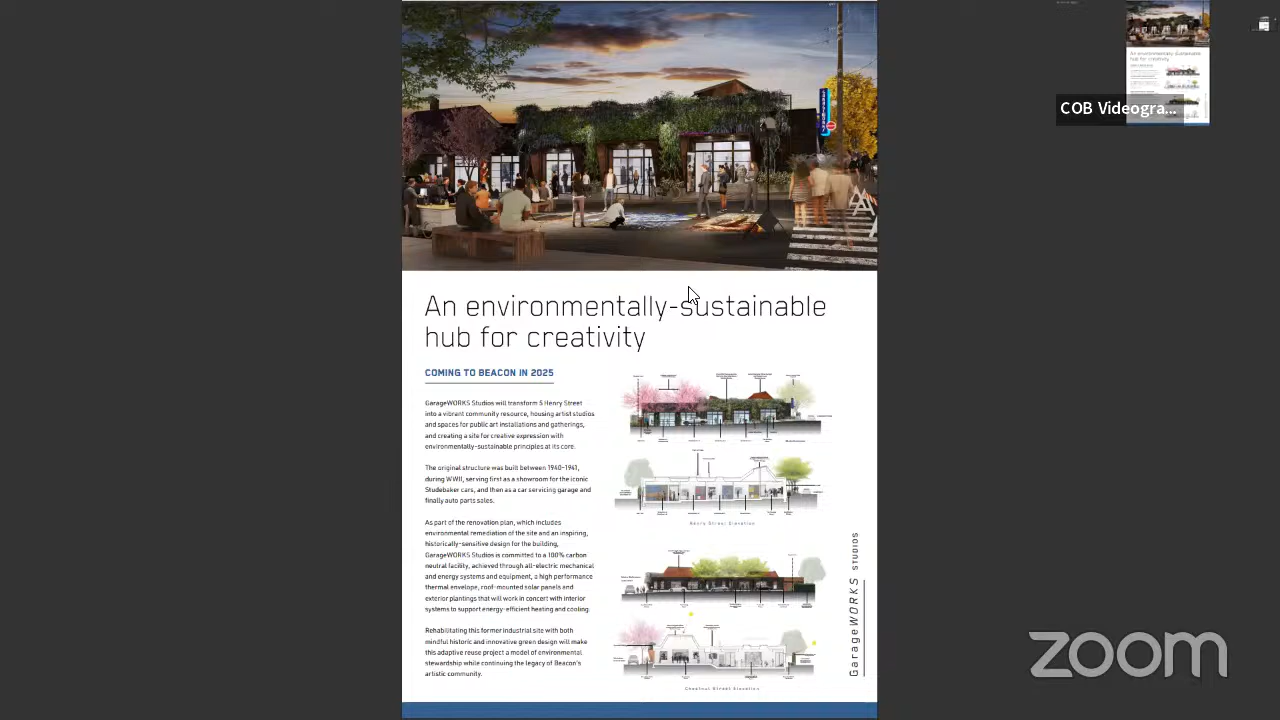 COB Videogra...
An environmentally-sustainable
hub for creativity
COMING TO BEACON IN 2025
GarageWORKS Studios will transform 5 Henry Street
into a vibrant community resource, housing artist studios
and spaces for public art installations and gatherings,
and creating a site for creative expression with
environmentally-sustainable principles at its core.
The original structure was built between 1940-1941,
during WWII, serving first as a showroom for the iconic
Studebaker cars, and then as a car servicing garage and
finally auto parts sales.
As part of the renovation plan, which includes
environmental remediation of the site and an inspiring,
historically-sensitive design for the building,
GarageWORKS Studios is committed to a 100% carbon
neutral facility, achieved through all-electric mechanical
and energy systems and equipment, a high performance
thermal envelope, roof-mounted solar panels and
exterior plantings that will work in concert with interior
systems to support energy-efficient heating and cooling.
Rehabilitating this former industrial site with both
mindful historic and innovative green design will make
this adaptive reuse project a model of environmental
stewardship while continuing the legacy of Beacon's
artistic community.
Henry Street Elevation
Chestnut Street Elevation
GarageWORKS STUDIOS
zoom